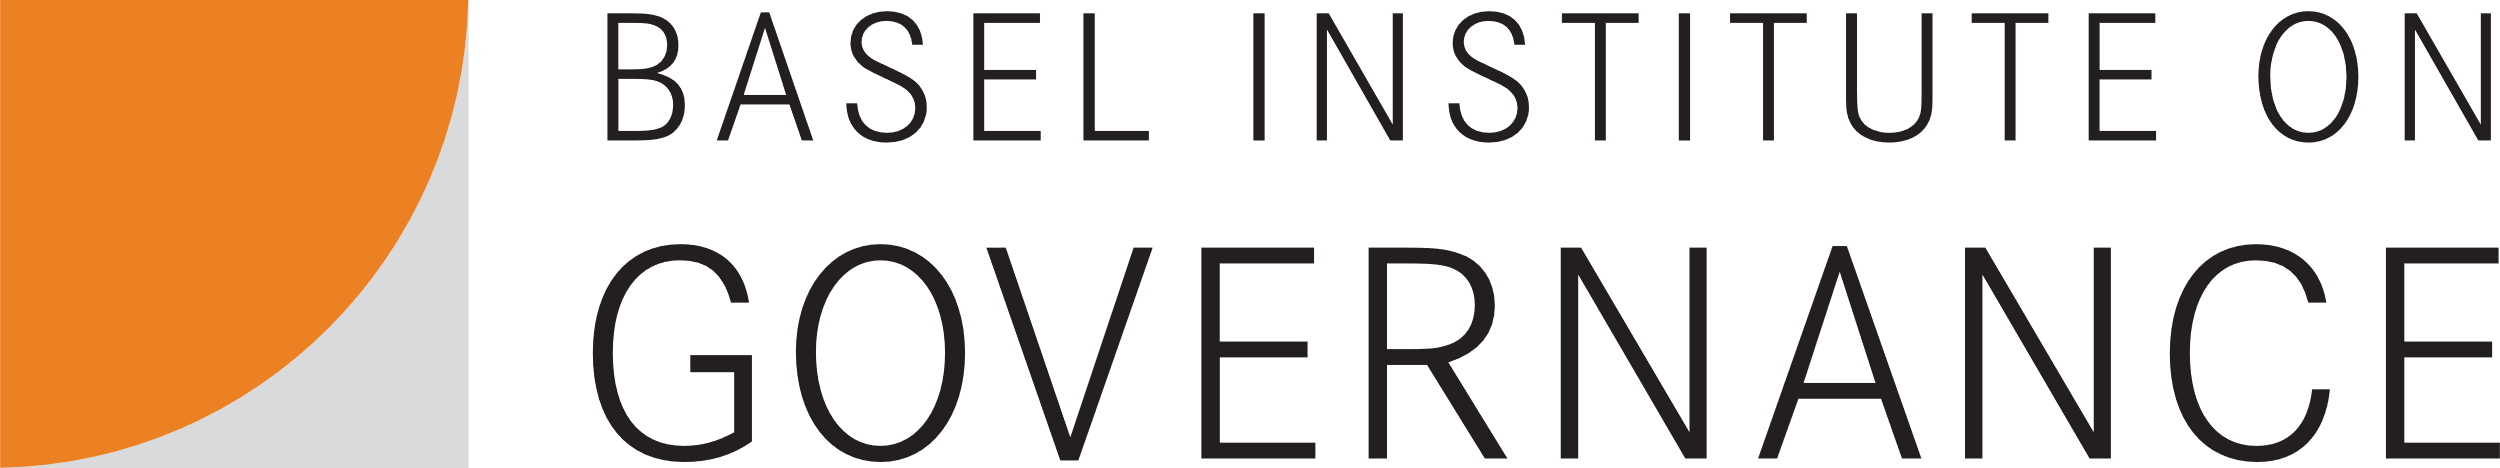 BASEL INSTITUTE ON
GOVERNANCE